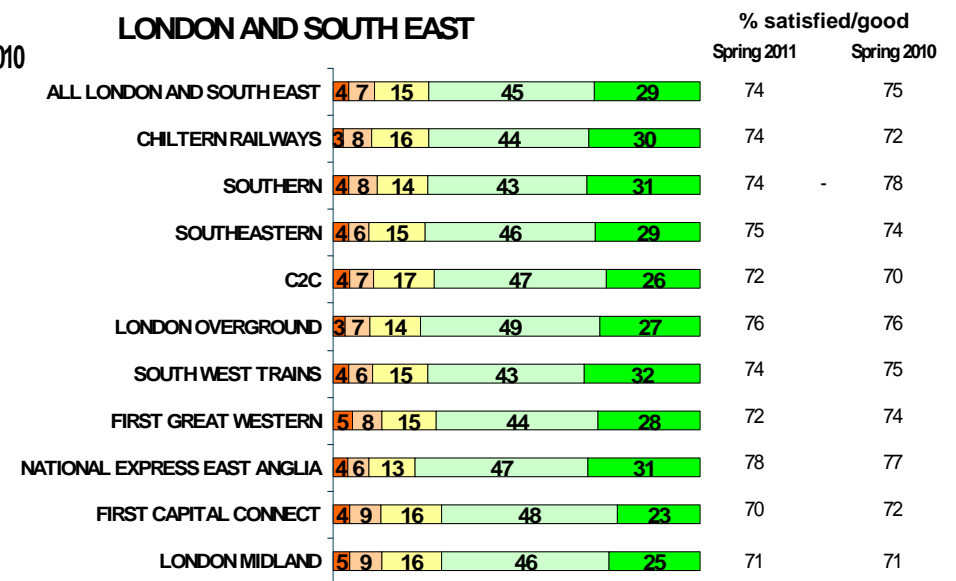 LONDON AND SOUTH EAST
% satisfied/good
010
Spring 2011 Spring 2010
ALL LONDON AND SOUTH EAST 4 7 15 45 29 74 75
CHILTERN RAILWAYS 3 8 16 44 30 74 72
SOUTHERN 4 8 14 43 31 74 - 78
SOUTHEASTERN 4 6 15 46 29 75 74
C2C 4 7 17 47 26 72 70
LONDON OVERGROUND 3 7 14 49 27 76 76
SOUTH WEST TRAINS 4 6 15 43 32 74 75
FIRST GREAT WESTERN 5 8 15 44 28 72 74
NATIONAL EXPRESS EAST ANGLIA 4 6 13 47 31 78 77
FIRST CAPITAL CONNECT 4 9 16 48 23 70 72
LONDON MIDLAND 5 9 16 46 25 71 71